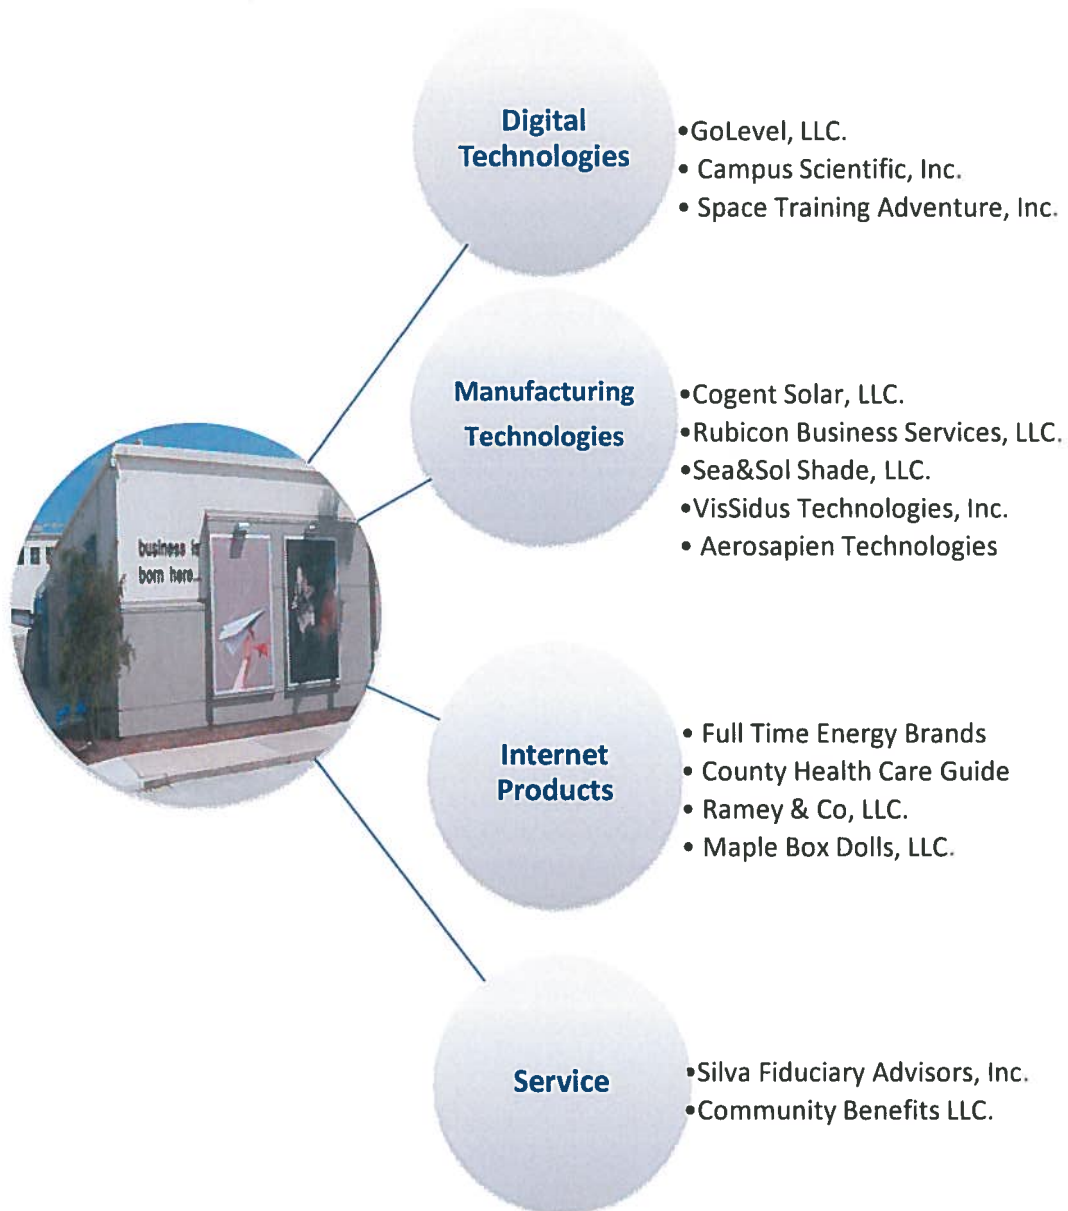 Digital
Technologies
•GoLevel, LLC.
• Campus Scientific, Inc.
• Space Training Adventure, Inc.
Manufacturing
Technologies
•Cogent Solar, LLC.
•Rubicon Business Services, LLC.
•Sea&Sol Shade, LLC.
•VisSidus Technologies, Inc.
• Aerosapien Technologies
business is
born here...
Internet
Products
• Full Time Energy Brands
• County Health Care Guide
• Ramey & Co, LLC.
• Maple Box Dolls, LLC.
Service
•Silva Fiduciary Advisors, Inc.
•Community Benefits LLC.